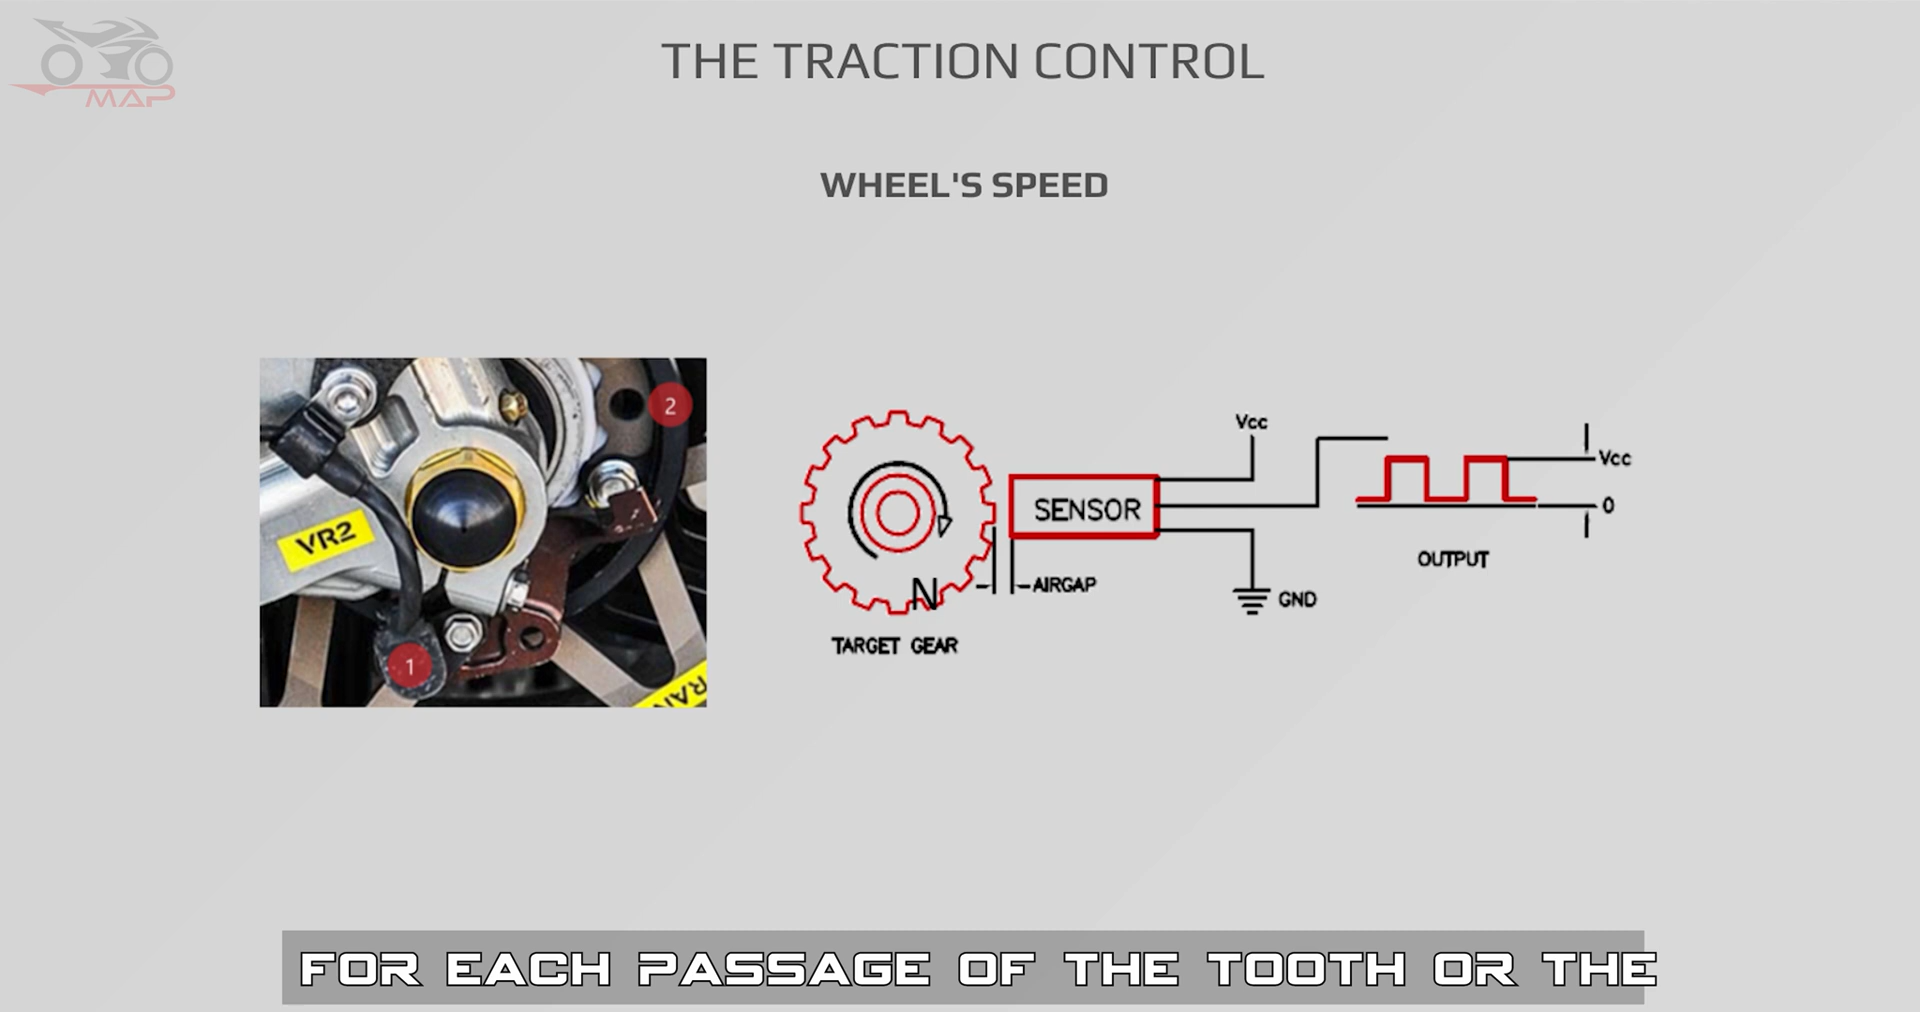 MAP
THE TRACTION CONTROL
WHEEL'S SPEED
VR2
1
2
RAN
N
TARGET GEAR
AIRGAP
SENSOR
Vcc
GND
Vcc
0
OUTPUT
FOR EACH PASSAGE OF THE TOOTH OR THE